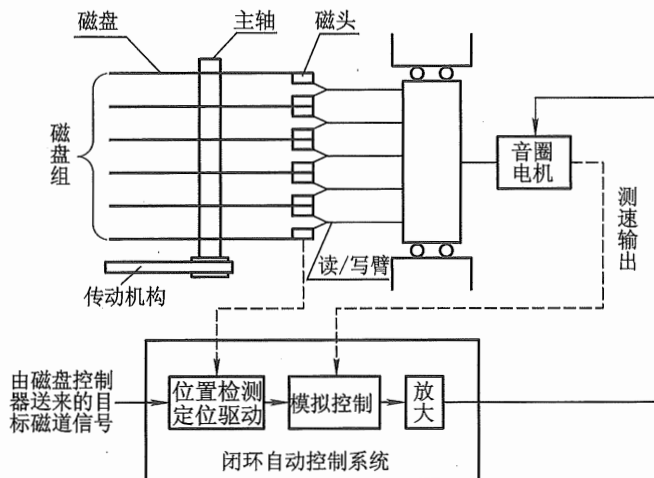 磁盘
主轴
磁头
磁盘组
音圈
电机
测速输出
读/写臂
传动机构
由磁盘控制
器送来的目
标磁道信号
位置检测
定位驱动
模拟控制
放
大
闭环自动控制系统